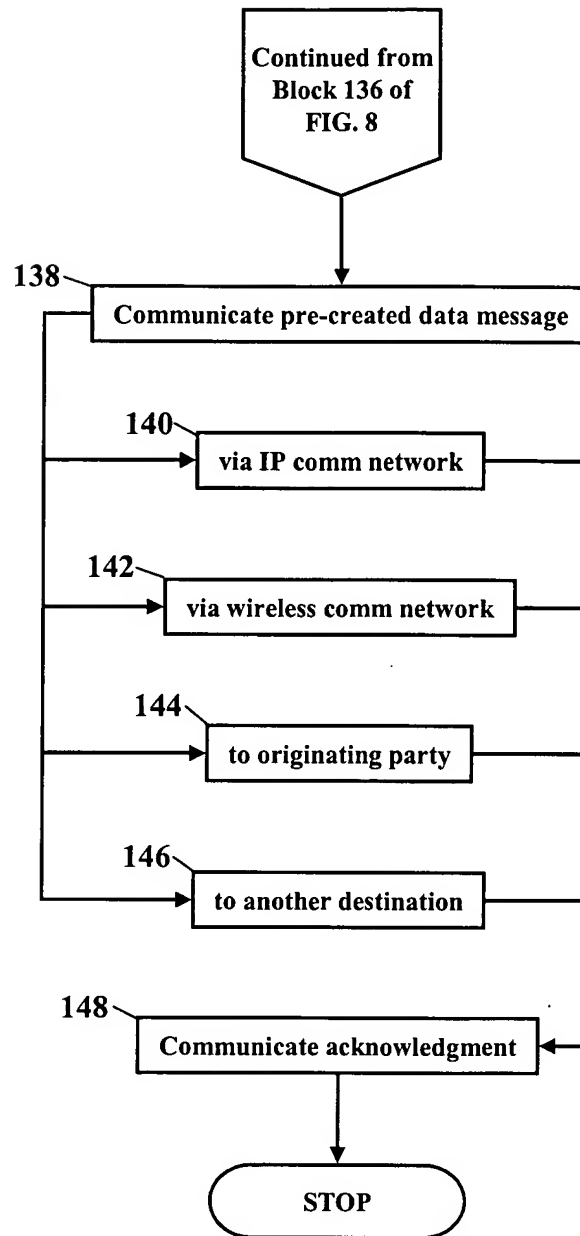 Continued from
Block 136 of
FIG. 8
138
Communicate pre-created data message
140
via IP comm network
142
via wireless comm network
144
to originating party
146
to another destination
148
Communicate acknowledgment
STOP